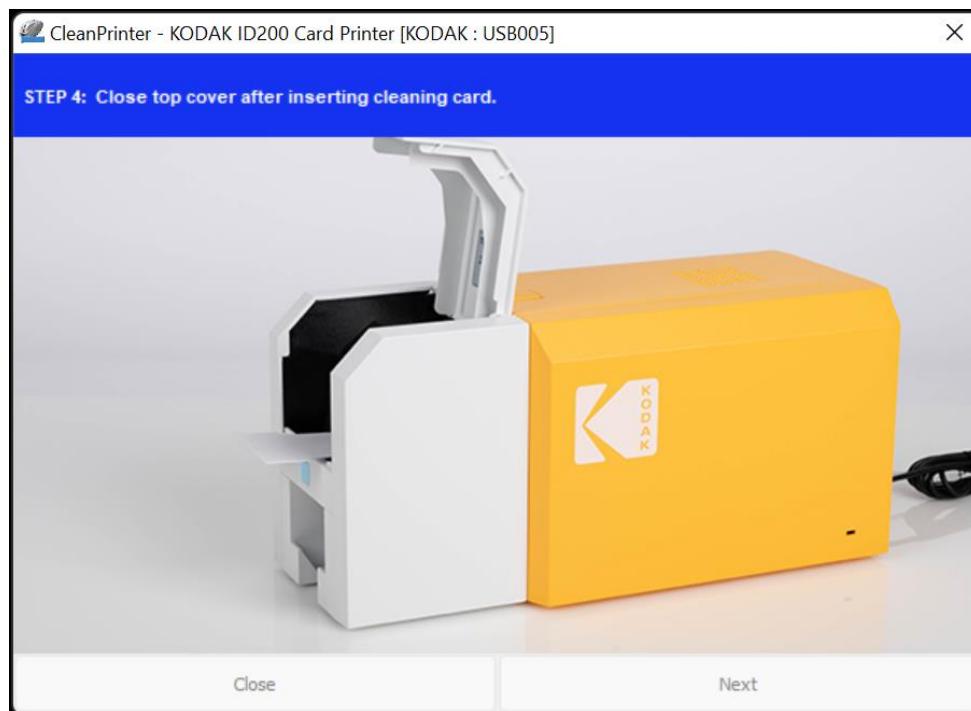 CleanPrinter - KODAK ID200 Card Printer [KODAK : USB005]
STEP 4: Close top cover after inserting cleaning card.
KODAK
Close
Next